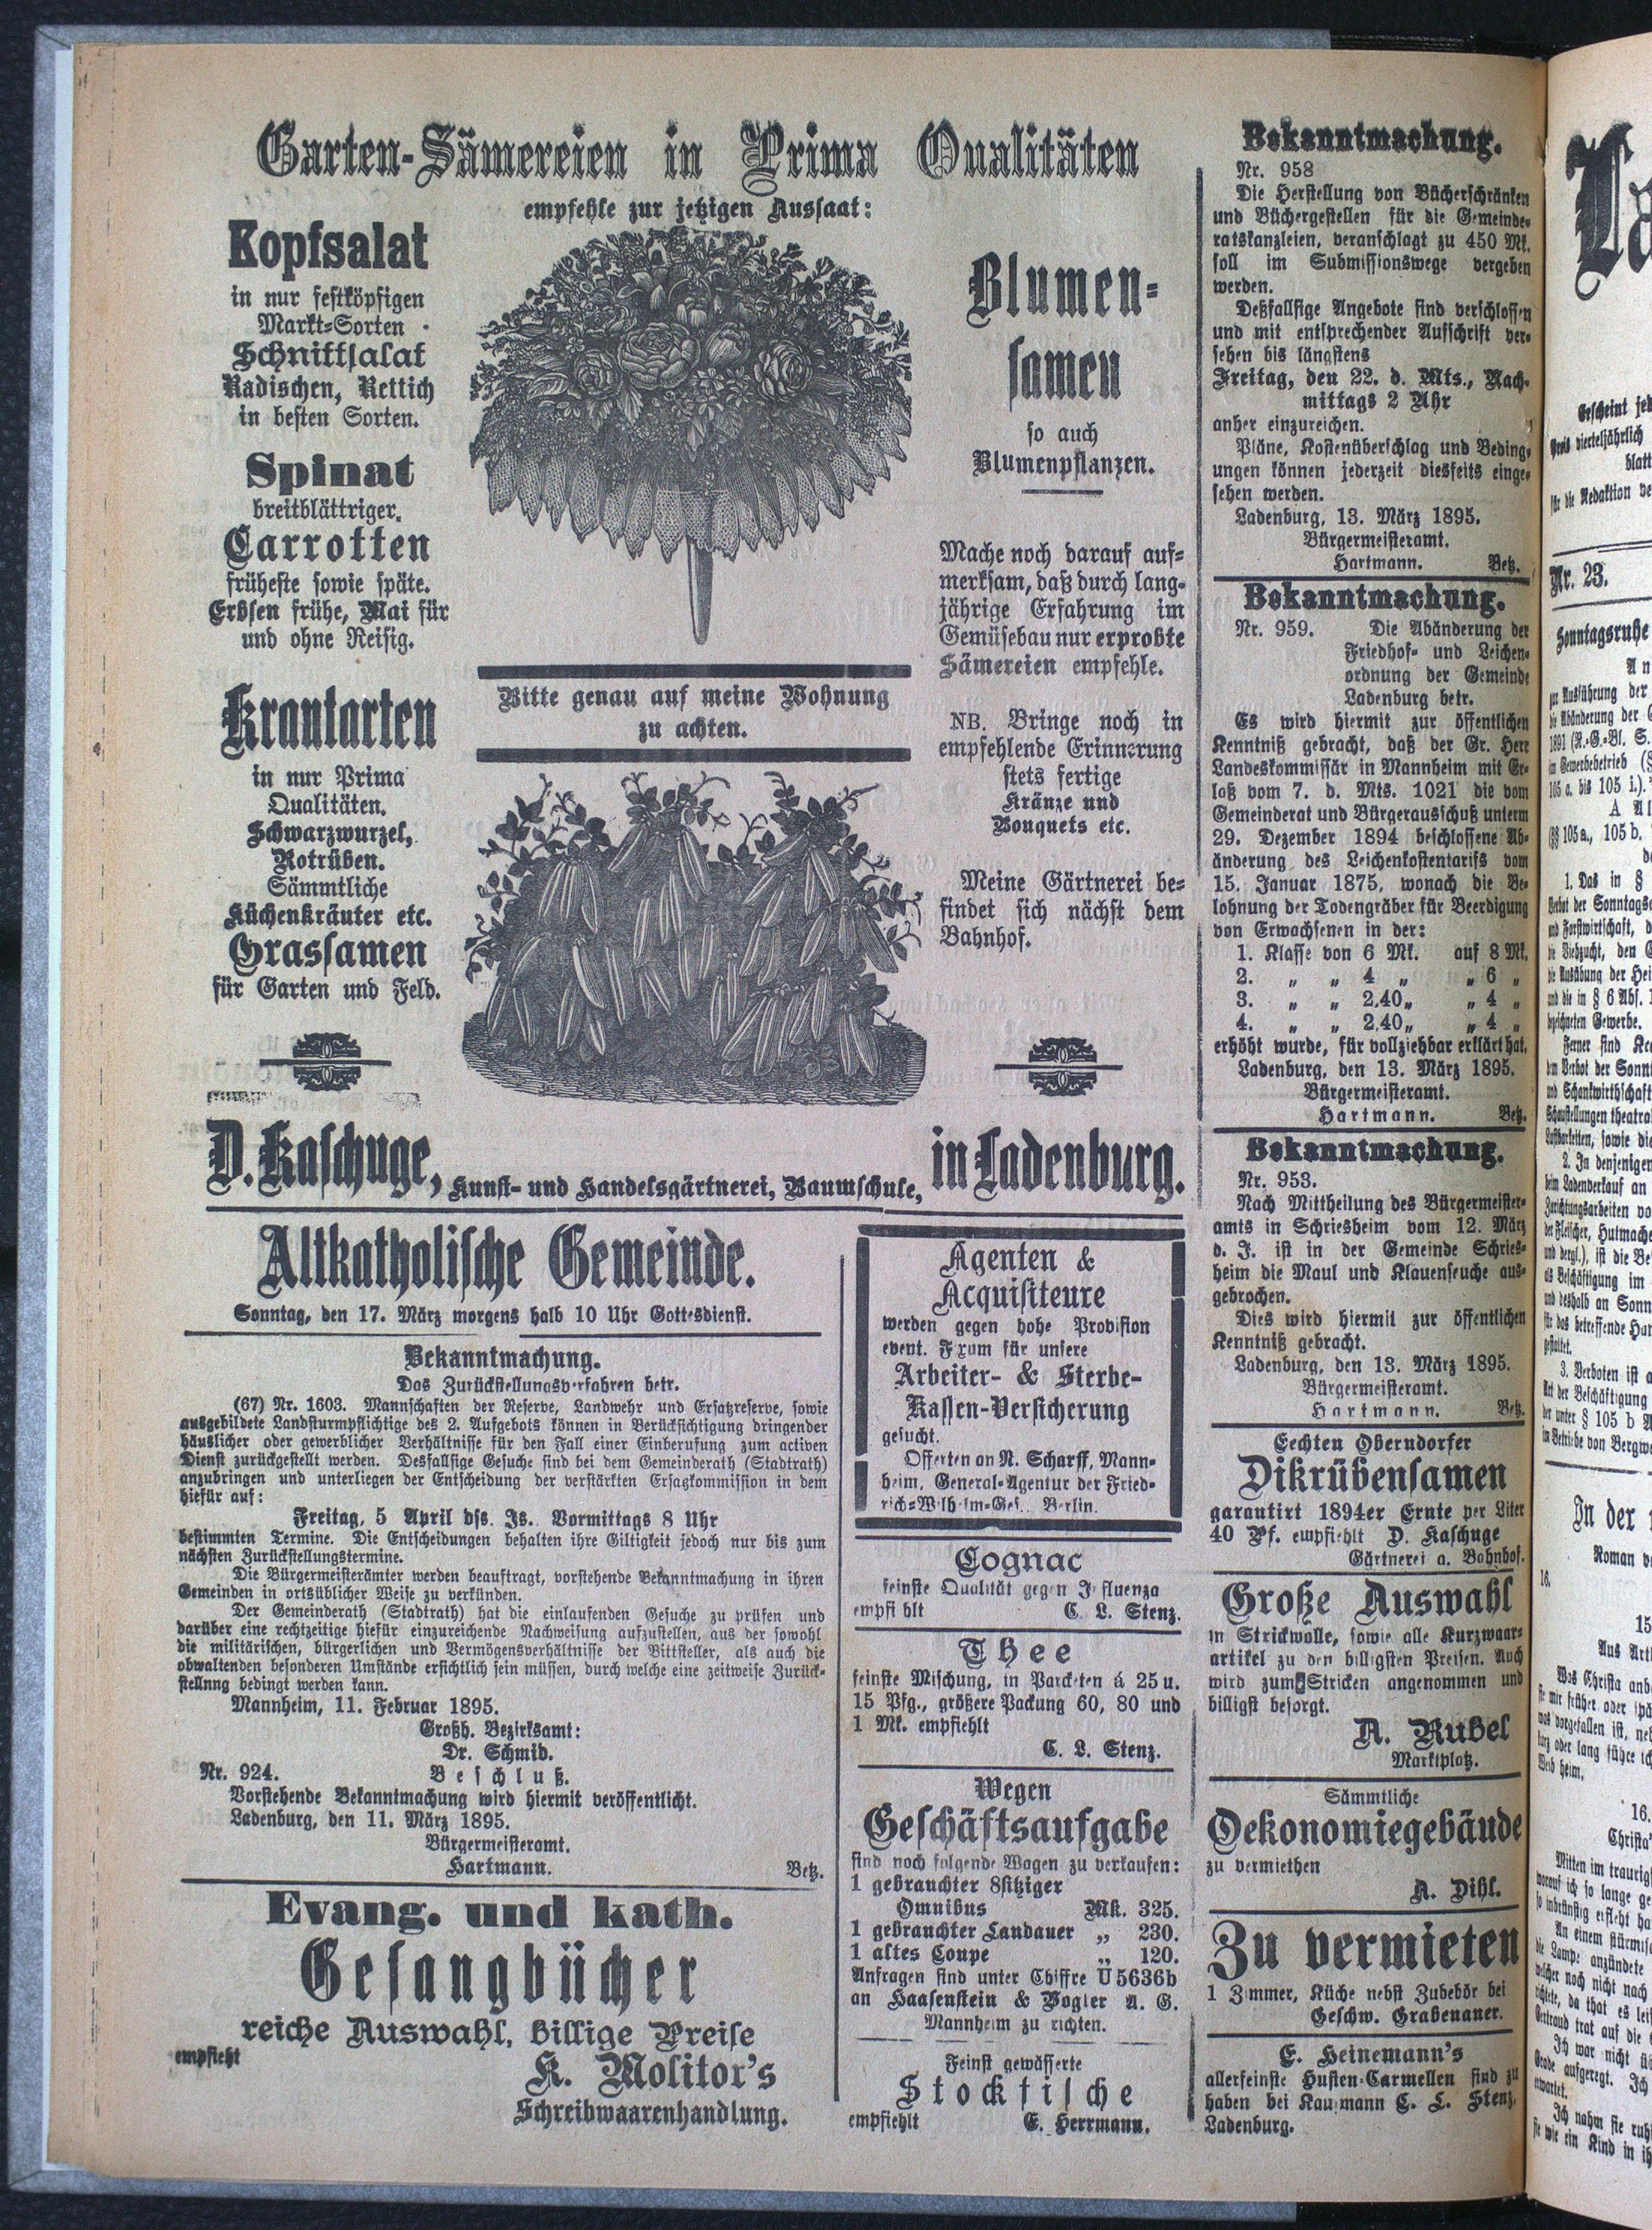 Garten-Sämereien in Prima Qualitäten
empfehle zur jetzigen Aussaat:
Kopfsalat
in nur festköpfigen
Markt-Sorten
Schnittsalat
Radischen, Rettich
in besten Sorten.
Spinat
breitblättriger.
Carrotten
früheste sowie späte.
Erbsen frühe, Mai für
und ohne Reisig.
Krautarten
in nur Prima
Qualitäten.
Schwarzwurzel,
Rotrüben.
Sämmtliche
Küchenkräuter etc.
Grassamen
für Garten und Feld.
Bitte genau auf meine Wohnung
zu achten.
Blumen-
samen
so auch
Blumenpflanzen.
Mache noch darauf auf-
merksam, daß durch lang-
jährige Erfahrung im
Gemüsebau nur erprobte
Sämereien empfehle.
NB. Bringe noch in
empfehlende Erinnerung
stets fertige
Kränze und
Bouquets etc.
Meine Gärtnerei be-
findet sich nächst dem
Bahnhof.
D. Kaschuge, Kunst- und Handelsgärtnerei, Baumschule, in Ladenburg.
Altkatholische Gemeinde.
Sonntag, den 17. März morgens halb 10 Uhr Gottesdienst.
Bekanntmachung.
Das Zurückstellungsverfahren betr.
(67) Nr. 1603. Mannschaften der Reserve, Landwehr und Ersatzreserve, sowie
ausgebildete Landsturmpflichtige des 2. Aufgebots können in Berücksichtigung dringender
häuslicher oder gewerblicher Verhältnisse für den Fall einer Einberufung zum activen
Dienst zurückgestellt werden. Desfallsige Gesuche sind bei dem Gemeinderath (Stadtrath)
anzubringen und unterliegen der Entscheidung der verstärkten Ersatzkommission in dem
hiefür auf:
Freitag, 5 April dss. Js. Vormittags 8 Uhr
bestimmten Termine. Die Entscheidungen behalten ihre Giltigkeit jedoch nur bis zum
nächsten Zurückstellungstermine.
Die Bürgermeisterämter werden beauftragt, vorstehende Bekanntmachung in ihren
Gemeinden in ortsüblicher Weise zu verkünden.
Der Gemeinderath (Stadtrath) hat die einlaufenden Gesuche zu prüfen und
darüber eine rechtzeitige hiefür einzureichende Nachweisung aufzustellen, aus der sowohl
die militärischen, bürgerlichen und Vermögensverhältnisse der Bittsteller, als auch die
obwaltenden besonderen Umstände ersichtlich sein müssen, durch welche eine zeitweise Zurück-
stellnng bedingt werden kann.
Mannheim, 11. Februar 1895.
Großh. Bezirksamt:
Dr. Schmid.
Nr. 924. Beschluß.
Vorstehende Bekanntmachung wird hiermit veröffentlicht.
Ladenburg, den 11. März 1895.
Bürgermeisteramt.
Hartmann. Betz.
Evang. und kath.
Gesangbücher
reiche Auswahl, billige Preise
empfieht
K. Molitor's
Schreibwaarenhandlung.
Agenten &
Acquisiteure
werden gegen hohe Provision
event. Fixum für unsere
Arbeiter- & Sterbe-
Kassen-Versicherung
gesucht.
Offerten an N. Scharff, Mann-
heim, General-Agentur der Fried-
rich-Wilhelm-Ges., Berlin.
Cognac
feinste Qualität gegen Influenza
empfiehlt C. L. Stenz.
Thee
feinste Mischung, in Parcketen á 25 u.
15 Pfg., größere Packung 60, 80 und
1 Mk. empfiehlt
C. L. Stenz.
Wegen
Geschäftsaufgabe
sind noch folgende Wagen zu verkaufen:
1 gebrauchter 8sitziger
Omnibus Mk. 325.
1 gebrauchter Landauer „ 230.
1 altes Coupe „ 120.
Anfragen sind unter Chiffre U5636b
an Haasenstein & Vogler A. G.
Mannheim zu richten.
Feinst gewässerte
Stockfische
empfiehlt E. Herrmann.
Bekanntmachung.
Nr. 958
Die Herstellung von Bücherschränken
und Büchergestellen für die Gemeinde-
ratskanzleien, veranschlagt zu 450 Mk.
soll im Submissionswege vergeben
werden.
Deßfallsige Angebote sind verschlossen
und mit entsprechender Aufschrift ver-
sehen bis längstens
Freitag, den 22. d. Mts., Nach-
mittags 2 Uhr
anher einzureichen.
Pläne, Kostenüberschlag und Beding-
ungen können jederzeit diesseits einge-
sehen werden.
Ladenburg, 13. März 1895.
Bürgermeisteramt.
Hartmann. Betz.
Bekanntmachung.
Nr. 959. Die Abänderung der
Friedhof- und Leichen-
ordnung der Gemeinde
Ladenburg betr.
Es wird hiermit zur öffentlichen
Kenntniß gebracht, daß der Gr. Herr
Landeskommissär in Mannheim mit Er-
laß vom 7. d. Mts. 1021 die vom
Gemeinderat und Bürgerausschuß unterm
29. Dezember 1894 beschlossene Ab-
änderung des Leichenkostentarifs vom
15. Januar 1875, wonach die Be-
lohnung der Todengräber für Beerdigung
von Erwachsenen in der:
1. Klasse von 6 Mk. auf 8 Mk.
2. „ „ 4 „ „ 6 „
3. „ „ 2,40„ „ 4 „
4. „ „ 2,40„ „ 4 „
erhöht wurde, für vollziehbar erklärt hat.
Ladenburg, den 13. März 1895.
Bürgermeisteramt.
Hartmann. Betz.
Bekanntmachung.
Nr. 953.
Nach Mittheilung des Bürgermeister-
amts in Schriesheim vom 12. März
d. J. ist in der Gemeinde Schries-
heim die Maul und Klauenseuche aus-
gebrochen.
Dies wird hiermit zur öffentlichen
Kenntniß gebracht.
Ladenburg, den 13. März 1895.
Bürgermeisteramt.
Hartmann. Betz.
Eechten Oberndorfer
Dikrübensamen
garantirt 1894er Ernte per Liter
40 Pf. empfiehlt D. Kaschuge
Gärtnerei a. Bahnhof.
Große Auswahl
in Strickwolle, sowie alle Kurzwaar-
artikel zu den billigsten Preisen. Auch
wird zum Stricken angenommen und
billigst besorgt.
A. Rubel
Marktplatz.
Sämmtliche
Oekonomiegebäude
zu vermiethen
A. Dihl.
Zu vermieten
1 Zimmer, Küche nebst Zubehör bei
Geschw. Grabenauer.
E. Heinemann's
allerfeinste Husten-Carmellen sind zu
haben bei Kaufmann C. L. Stenz,
Ladenburg.
Nr. 23.
Sonntagsruhe
In der
Roman
16.